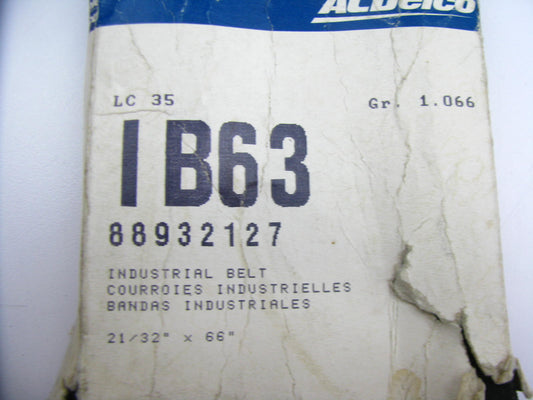 ACDelco
LC 35 Gr. 1.066
IB63
88932127
INDUSTRIAL BELT
COURROIES INDUSTRIELLES
BANDAS INDUSTRIALES
21/32" x 66"